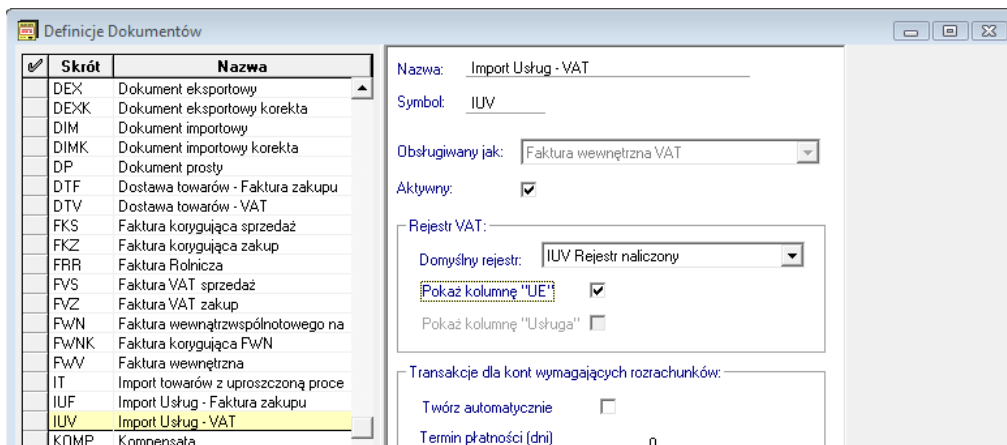 Definicje Dokumentów
Skrót Nazwa
DEX Dokument eksportowy
DEXK Dokument eksportowy korekta
DIM Dokument importowy
DIMK Dokument importowy korekta
DP Dokument prosty
DTF Dostawa towarów - Faktura zakupu
DTV Dostawa towarów - VAT
FKS Faktura korygująca sprzedaż
FKZ Faktura korygująca zakup
FRR Faktura Rolnicza
FVS Faktura VAT sprzedaż
FVZ Faktura VAT zakup
FWN Faktura wewnątrzwspólnotowego na
FWNK Faktura korygująca FWN
FWV Faktura wewnętrzna
IT Import towarów z uproszczoną proce
IUF Import Usług - Faktura zakupu
IUV Import Usług - VAT
KOMP Kompensata
Nazwa: Import Usług - VAT
Symbol: IUV
Obsługiwany jak: Faktura wewnętrzna VAT
Aktywny:
Rejestr VAT:
Domyślny rejestr: IUV Rejestr naliczony
Pokaż kolumnę "UE"
Pokaż kolumnę "Usługa"
Transakcje dla kont wymagających rozrachunków:
Twórz automatycznie
Termin płatności (dni) 0